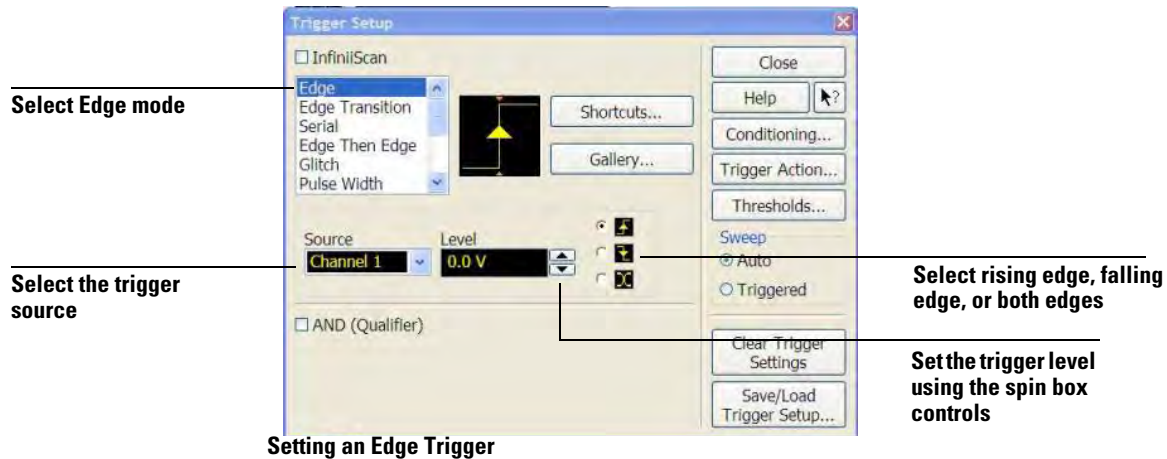 Trigger Setup
InfiniiScan
Close
Select Edge mode
Edge
Edge Transition
Serial
Edge Then Edge
Glitch
Pulse Width
Shortcuts...
Gallery...
Help
?
Conditioning...
Trigger Action...
Thresholds...
Source
Level
Channel 1
0.0 V
Sweep
Auto
Triggered
Select the trigger
source
Select rising edge, falling
edge, or both edges
AND (Qualifier)
Clear Trigger
Settings
Save/Load
Trigger Setup...
Set the trigger level
using the spin box
controls
Setting an Edge Trigger